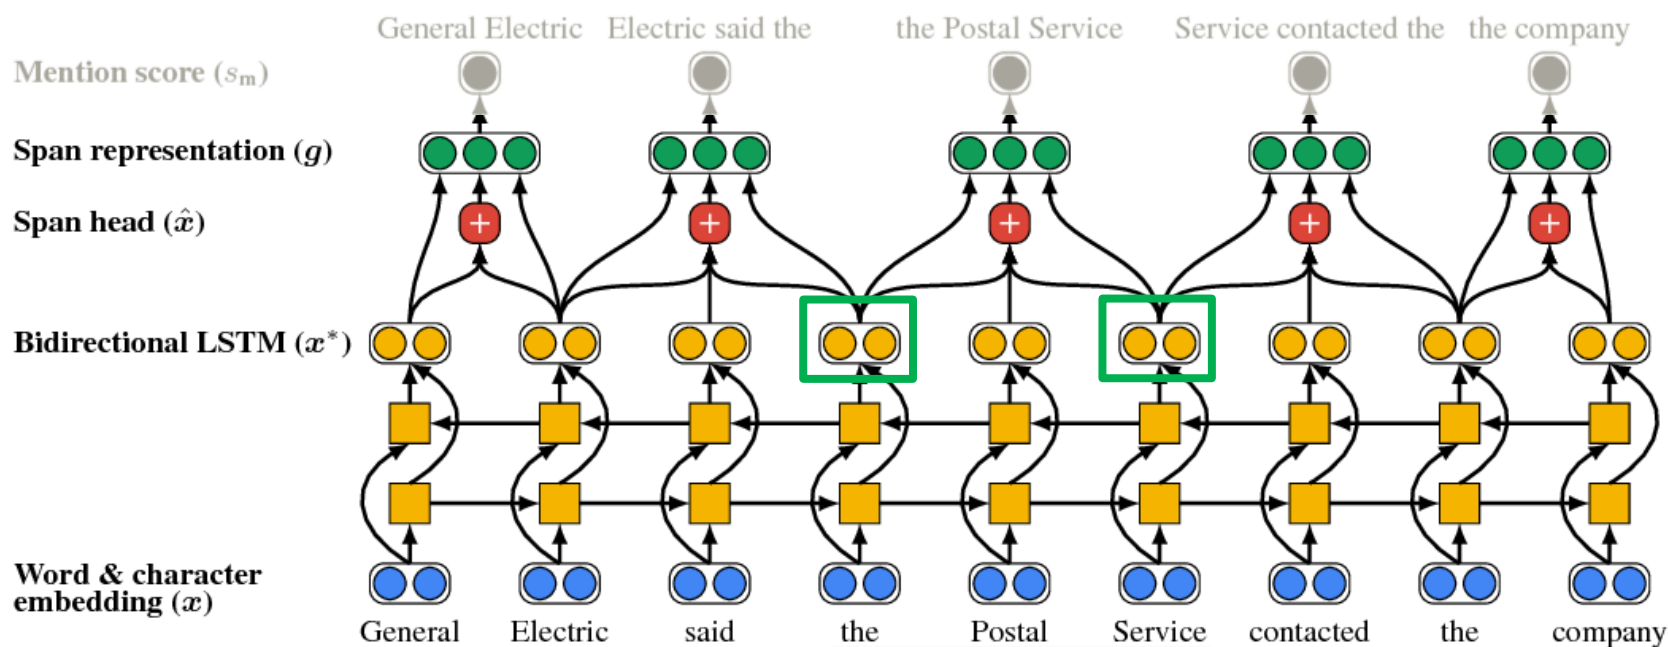 General Electric Electric said the the Postal Service Service contacted the the company
Mention score (sₘ)
Span representation (g)
+ + + + +
Span head (x̂)
Bidirectional LSTM (x*)
Word & character
embedding (x)
General Electric said the Postal Service contacted the company